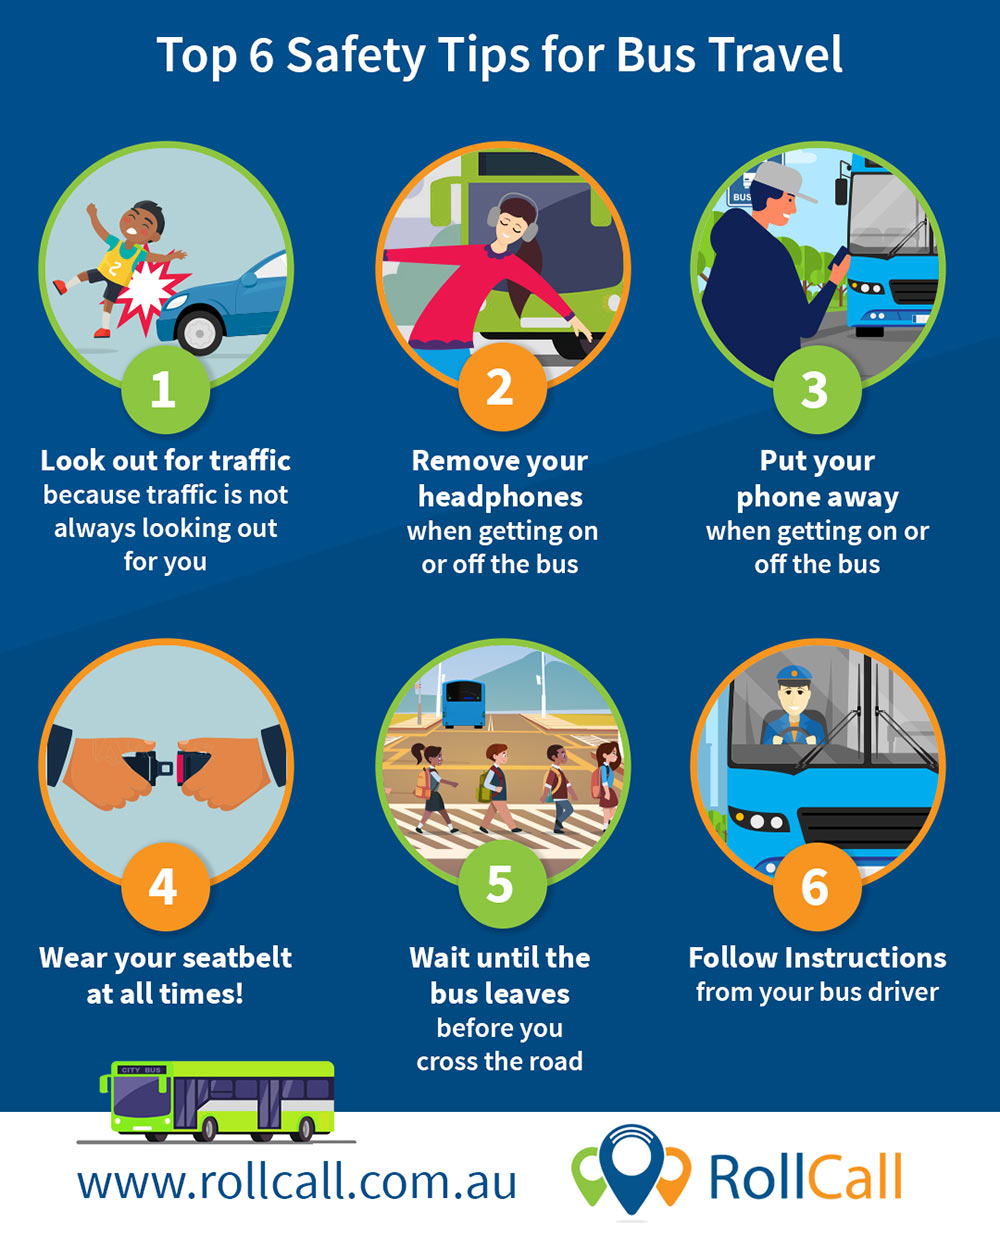 Top 6 Safety Tips for Bus Travel
2
BUS
1
2
3
Look out for traffic
because traffic is not
always looking out
for you
Remove your
headphones
when getting on
or off the bus
Put your
phone away
when getting on or
off the bus
4
5
6
Wear your seatbelt
at all times!
Wait until the
bus leaves
before you
cross the road
Follow Instructions
from your bus driver
CITY BUS
www.rollcall.com.au
RollCall